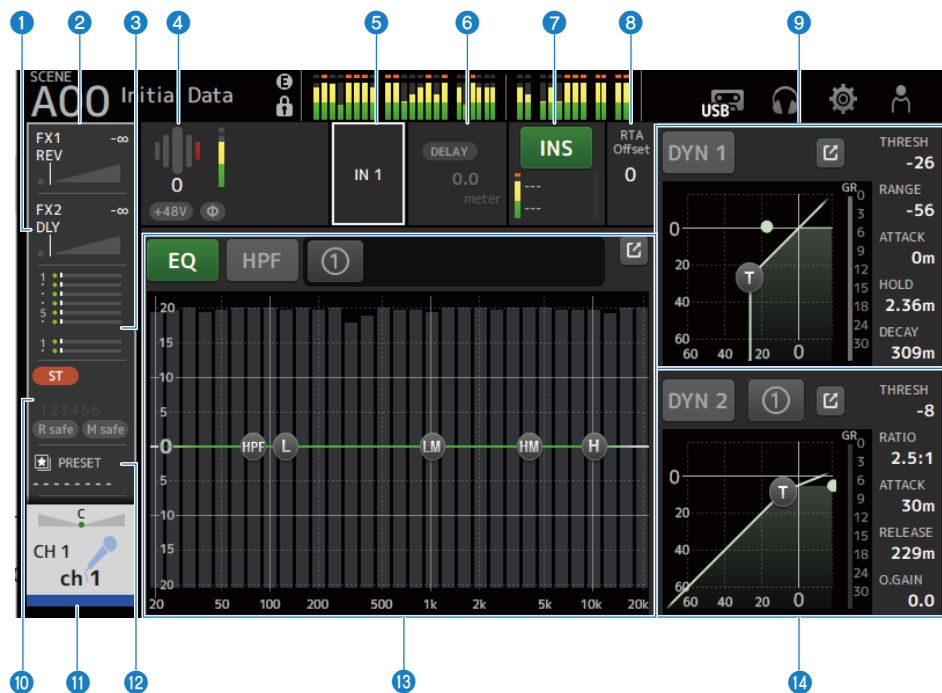 1 2 3 4 5 6 7 8 9
SCENE
A00 Initial Data
E
USB
FX1 -∞
REV
FX2 -∞
DLY
1
5
1
ST
1 2 3 4 5 6
R safe M safe
PRESET
--------
C
CH 1
ch 1
0
+48V Φ
IN 1
DELAY
0.0
meter
INS
---
---
RTA
Offset
0
EQ HPF 1
20
10
5
0
5
10
15
20
HPF L LM HM H
20 50 100 200 500 1k 2k 5k 10k 20k
DYN 1
GR
0
3
6
9
12
15
18
24
30
0
20
40
60
T
60 40 20 0
THRESH
-26
RANGE
-56
ATTACK
0m
HOLD
2.36m
DECAY
309m
DYN 2 1
GR
0
3
6
9
12
15
18
24
30
0
20
40
60
T
60 40 20 0
THRESH
-8
RATIO
2.5:1
ATTACK
30m
RELEASE
229m
O.GAIN
0.0
10 11 12 13 14